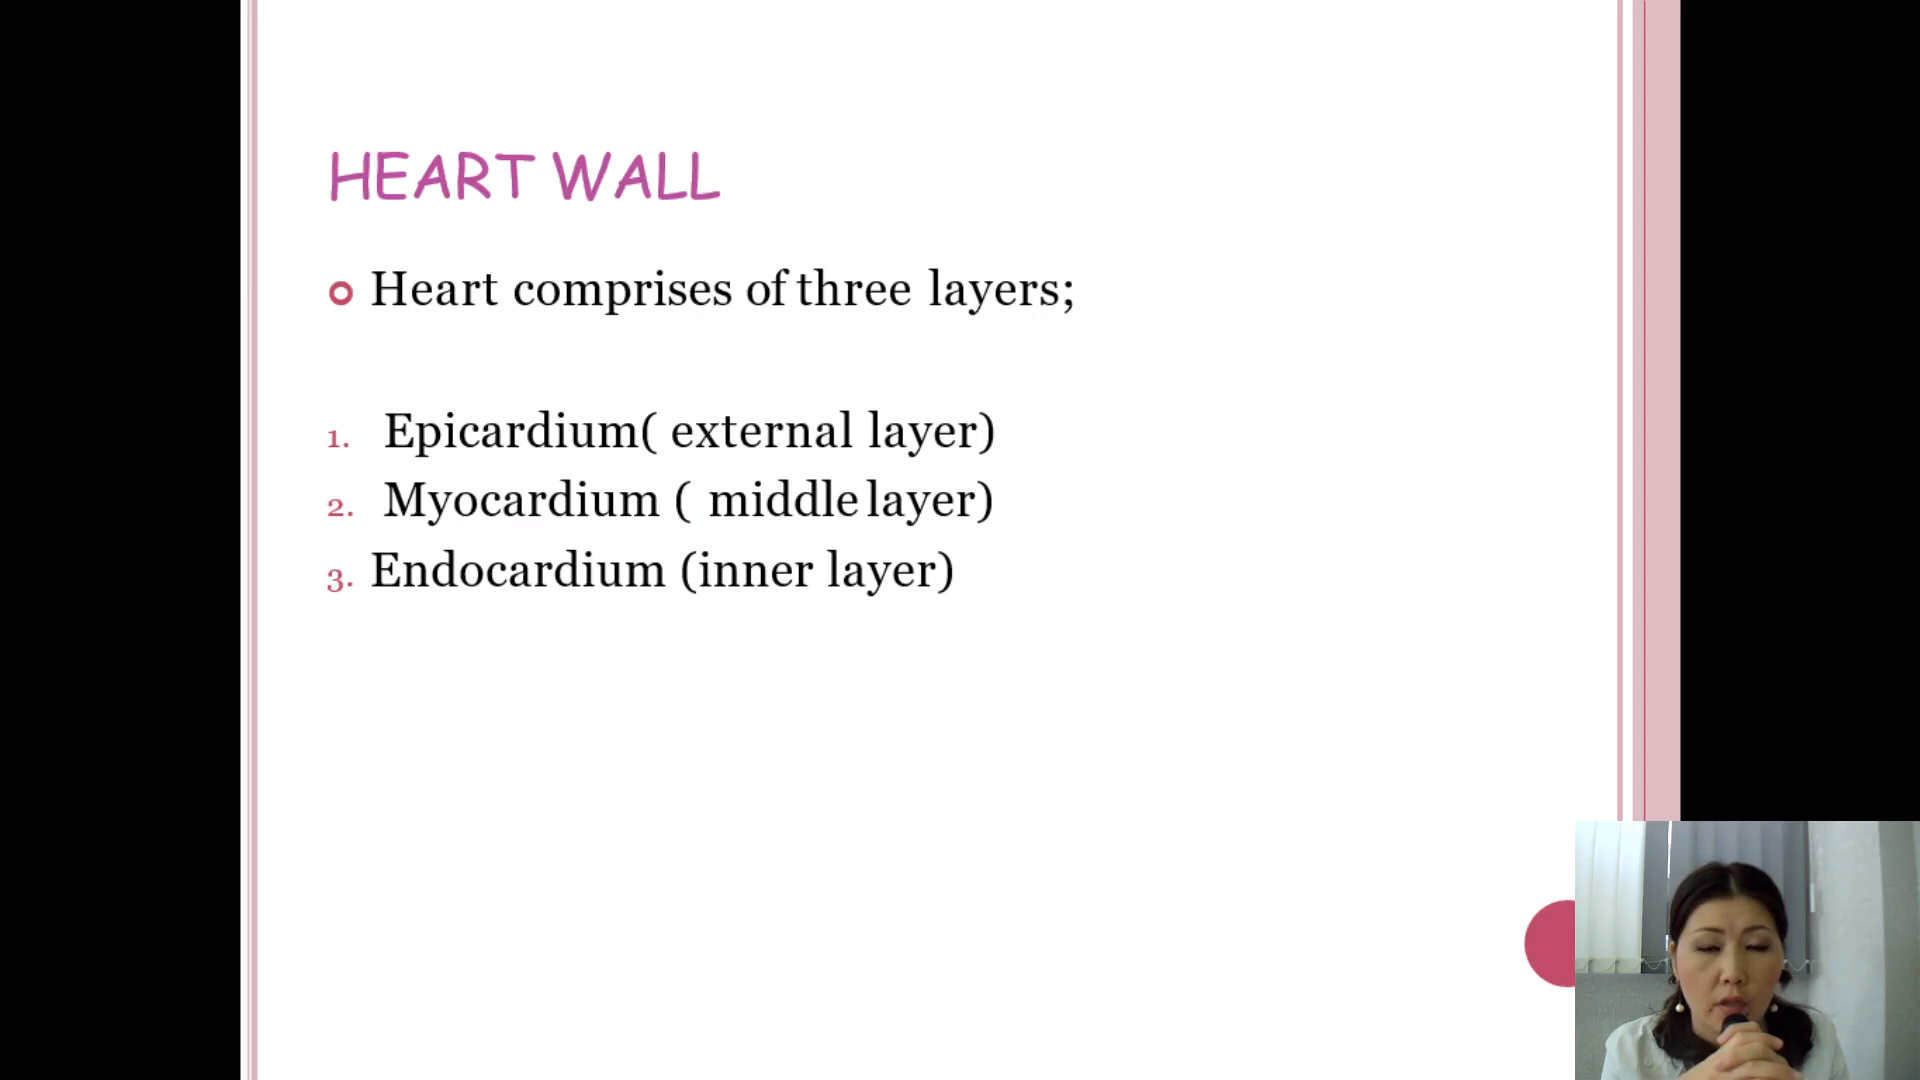 HEART WALL
Heart comprises of three layers;
1. Epicardium( external layer)
2. Myocardium ( middle layer)
3. Endocardium (inner layer)